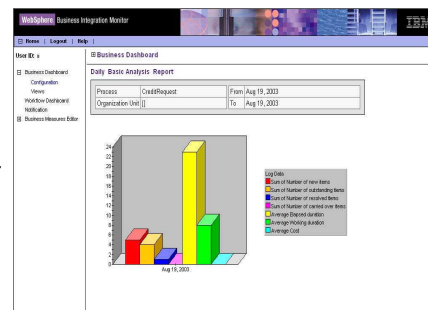 WebSphere Business Integration Monitor
IBM
Home | Logout | Help |
User ID: x
Business Dashboard
Configuration
Views
Workflow Dashboard
Notification
Business Measures Editor
Business Dashboard
Daily Basic Analysis Report
Process CreditRequest From Aug 19, 2003
Organization Unit [] To Aug 19, 2003
24
22
20
18
16
14
12
10
8
6
4
2
0
Aug 19, 2003
Log Data
Sum of Number of new items
Sum of Number of outstanding items
Sum of Number of received items
Sum of Number of carried over items
Average Elapsed duration
Average Working duration
Average Cost